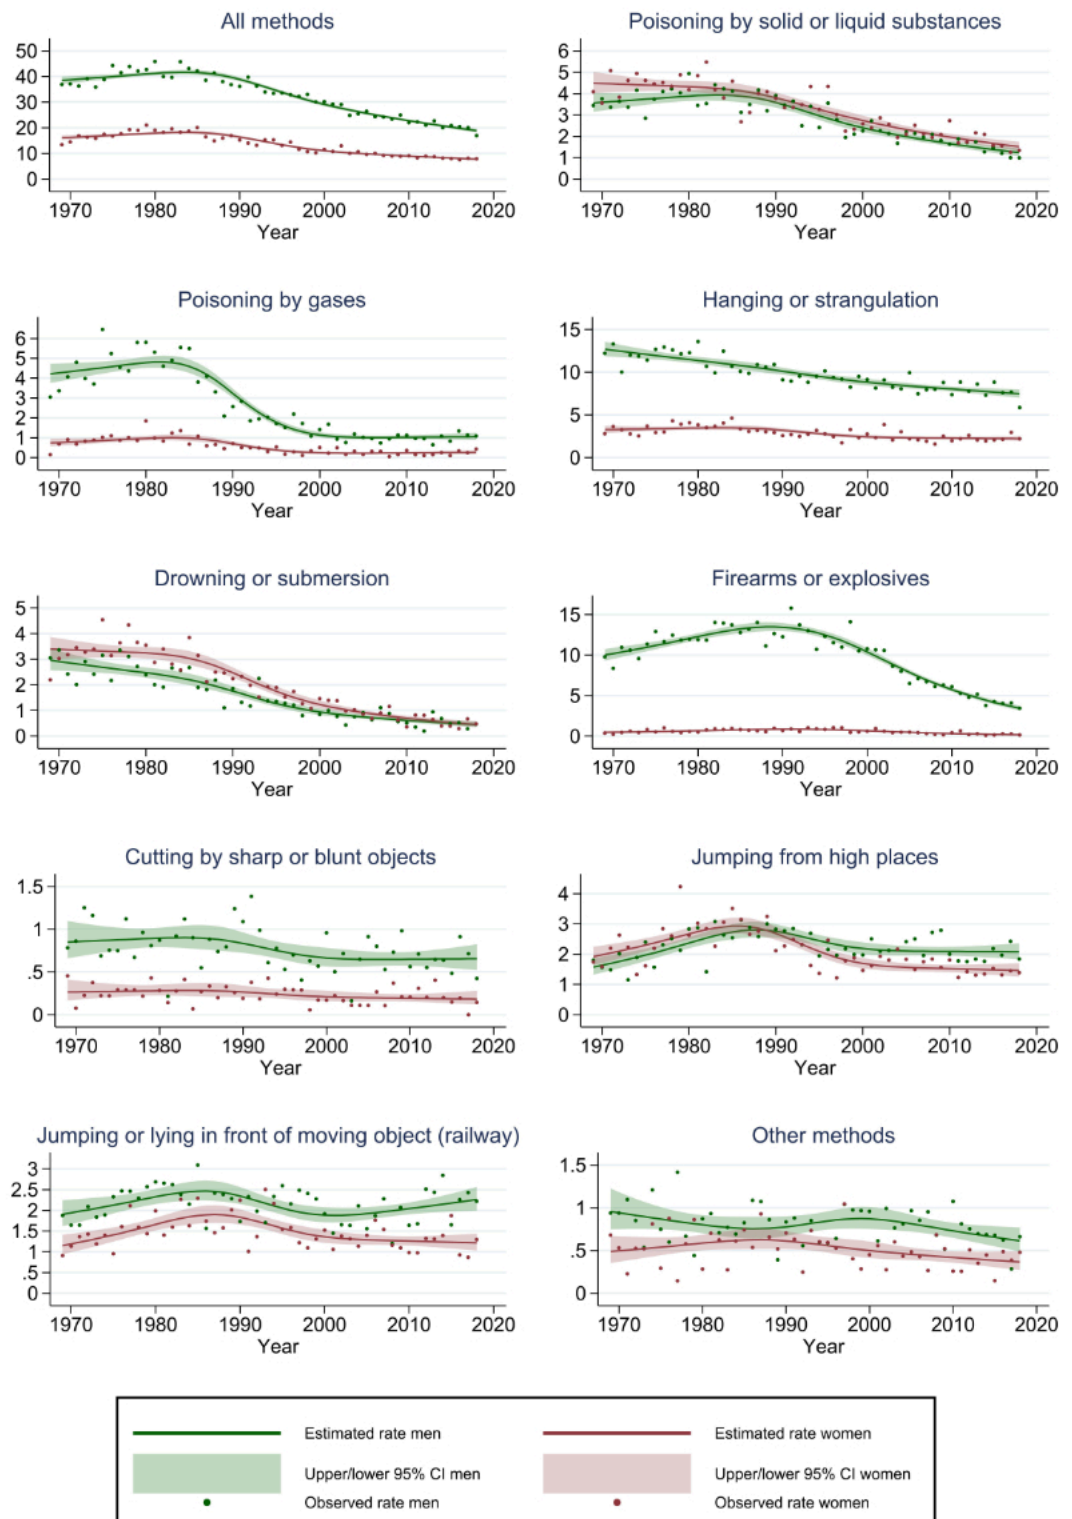 All methods
50
40
30
20
10
0
1970 1980 1990 2000 2010 2020
Year
Poisoning by solid or liquid substances
6
5
4
3
2
1
0
1970 1980 1990 2000 2010 2020
Year
Poisoning by gases
6
5
4
3
2
1
0
1970 1980 1990 2000 2010 2020
Year
Hanging or strangulation
15
10
5
0
1970 1980 1990 2000 2010 2020
Year
Drowning or submersion
5
4
3
2
1
0
1970 1980 1990 2000 2010 2020
Year
Firearms or explosives
15
10
5
0
1970 1980 1990 2000 2010 2020
Year
Cutting by sharp or blunt objects
1.5
1
.5
0
1970 1980 1990 2000 2010 2020
Year
Jumping from high places
4
3
2
1
0
1970 1980 1990 2000 2010 2020
Year
Jumping or lying in front of moving object (railway)
3
2.5
2
1.5
1
.5
0
1970 1980 1990 2000 2010 2020
Year
Other methods
1.5
1
.5
0
1970 1980 1990 2000 2010 2020
Year
Estimated rate men
Estimated rate women
Upper/lower 95% CI men
Upper/lower 95% CI women
Observed rate men
Observed rate women